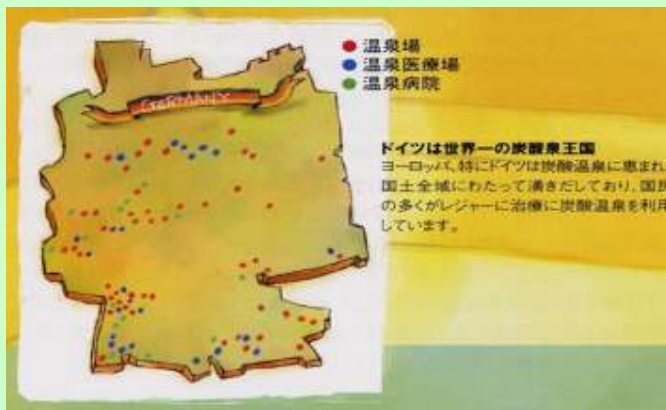 温泉場
温泉医療場
温泉病院
GERMANY
ドイツは世界一の炭酸泉王国
ヨーロッパ、特にドイツは炭酸温泉に恵まれ
国土全域にわたって湧きだしており、国民
の多くがレジャーに治療に炭酸温泉を利用
しています。